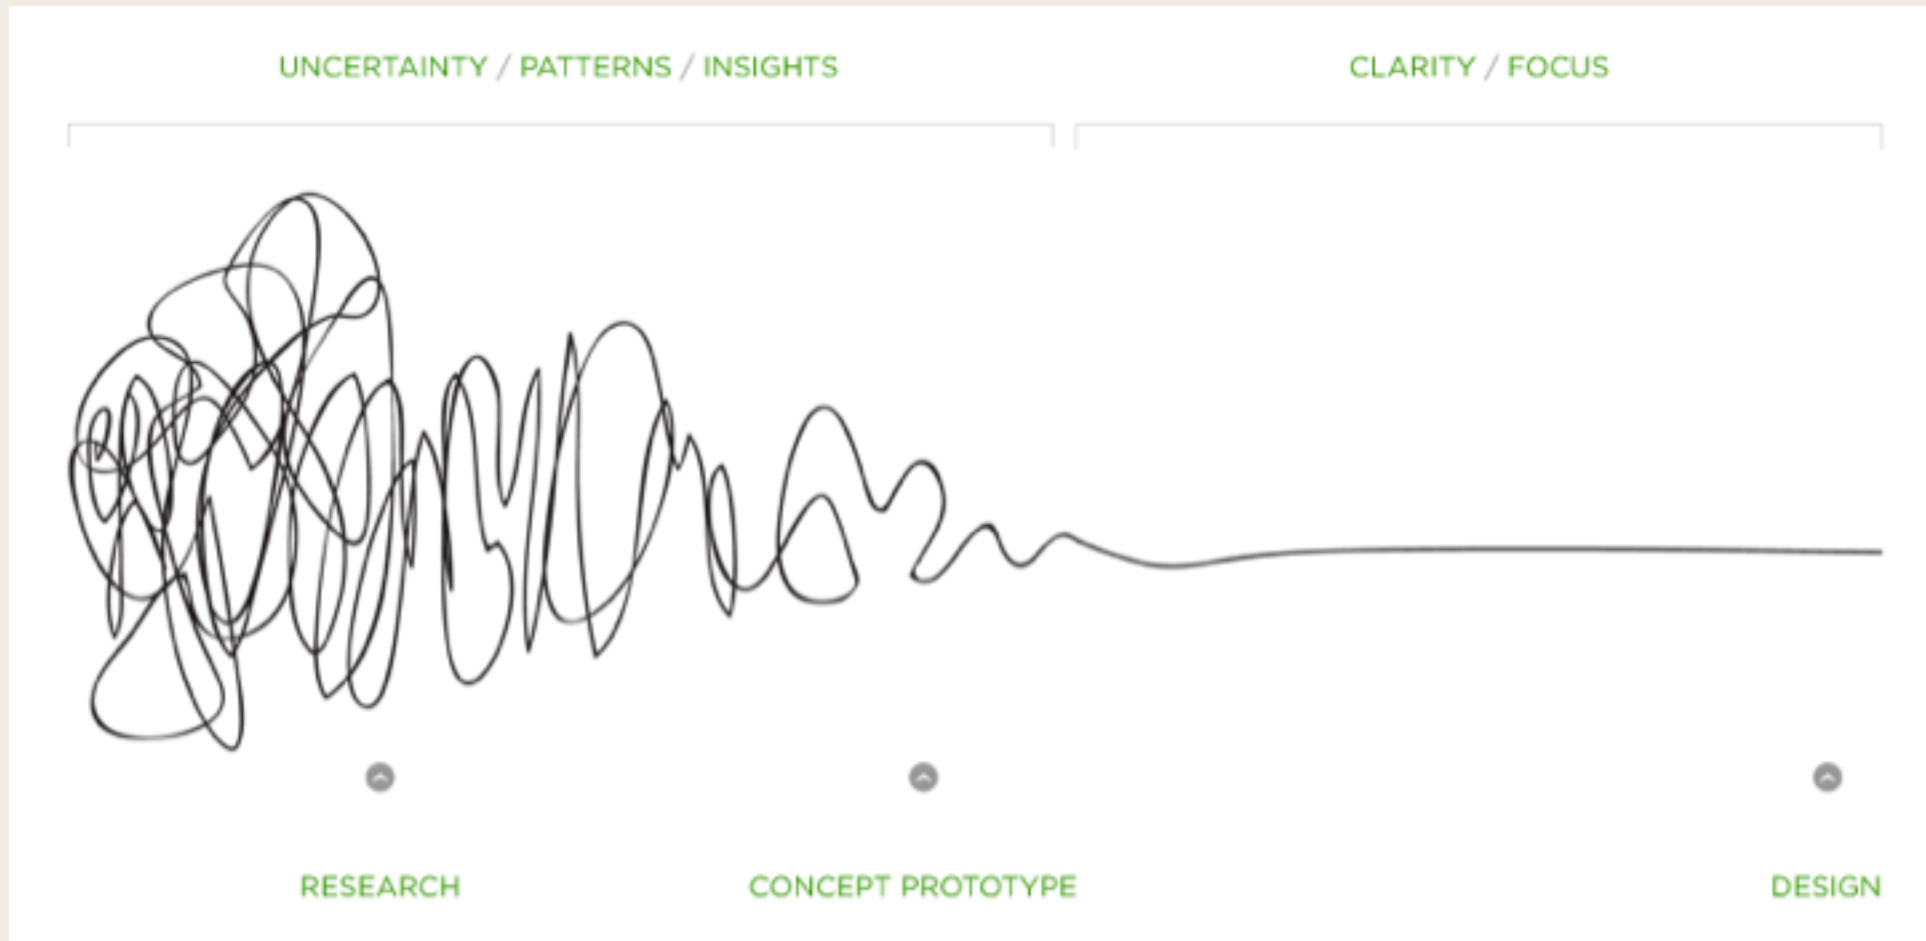 UNCERTAINTY / PATTERNS / INSIGHTS
CLARITY / FOCUS
RESEARCH
CONCEPT PROTOTYPE
DESIGN